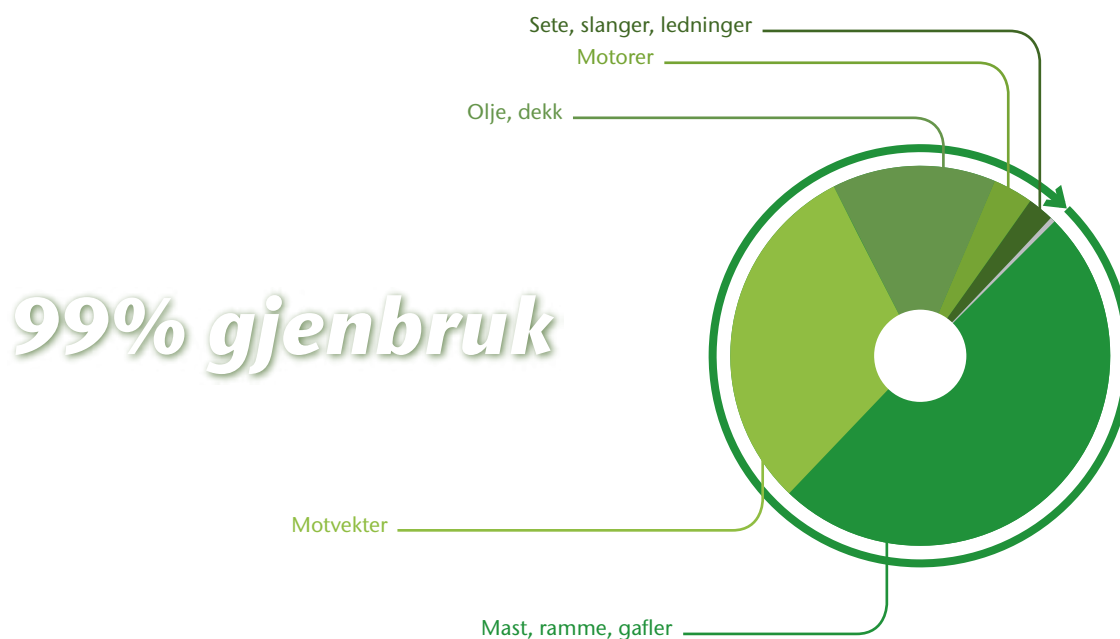 Sete, slanger, ledninger
Motorer
Olje, dekk
99% gjenbruk
Motvekter
Mast, ramme, gafler